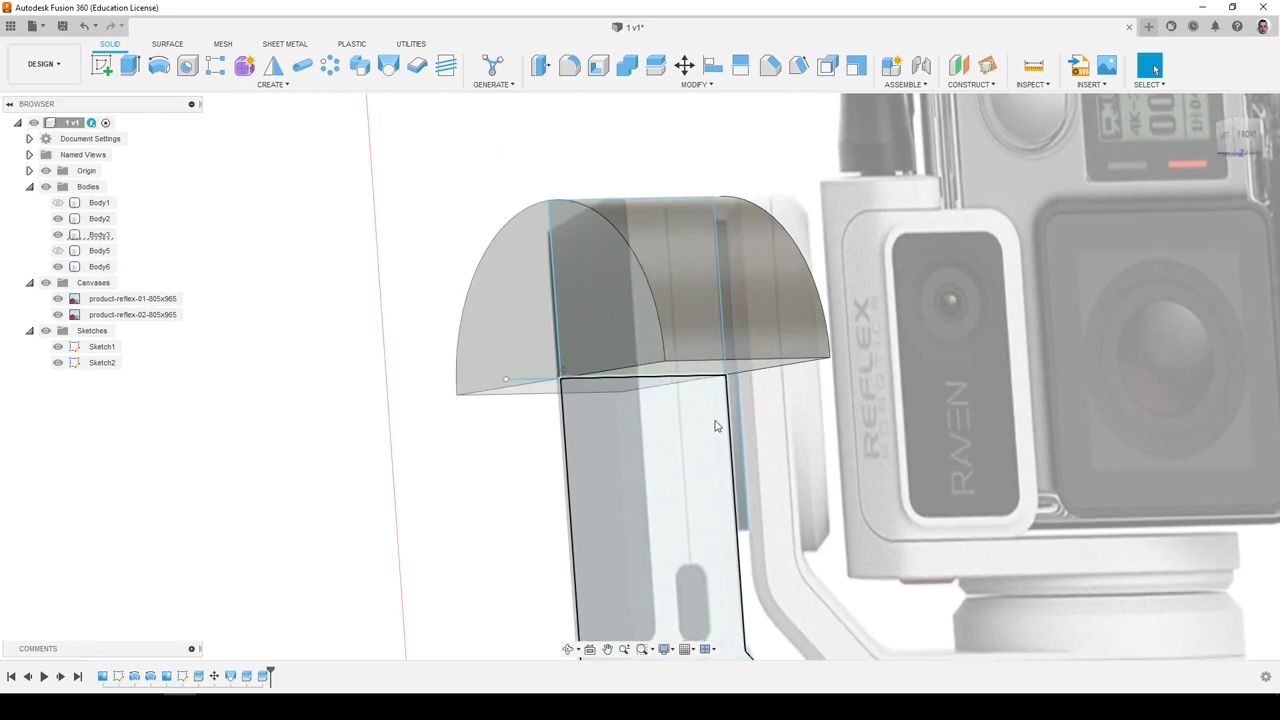 Autodesk Fusion 360 (Education License)
1 v1*
DESIGN
SOLID
SURFACE
MESH
SHEET METAL
PLASTIC
UTILITIES
CREATE
GENERATE
MODIFY
ASSEMBLE
CONSTRUCT
INSPECT
INSERT
SELECT
BROWSER
1 v1
Document Settings
Named Views
Origin
Bodies
Body1
Body2
Body3
Body5
Body6
Canvases
product-reflex-01-805x965
product-reflex-02-805x965
Sketches
Sketch1
Sketch2
LEFT
FRONT
Z
REFLEX
RAVEN
COMMENTS